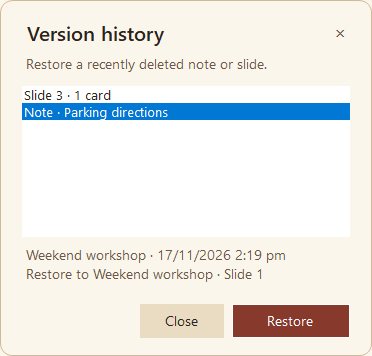 Version history
×
Restore a recently deleted note or slide.
Slide 3 · 1 card
Note · Parking directions
Weekend workshop · 17/11/2026 2:19 pm
Restore to Weekend workshop · Slide 1
Close
Restore